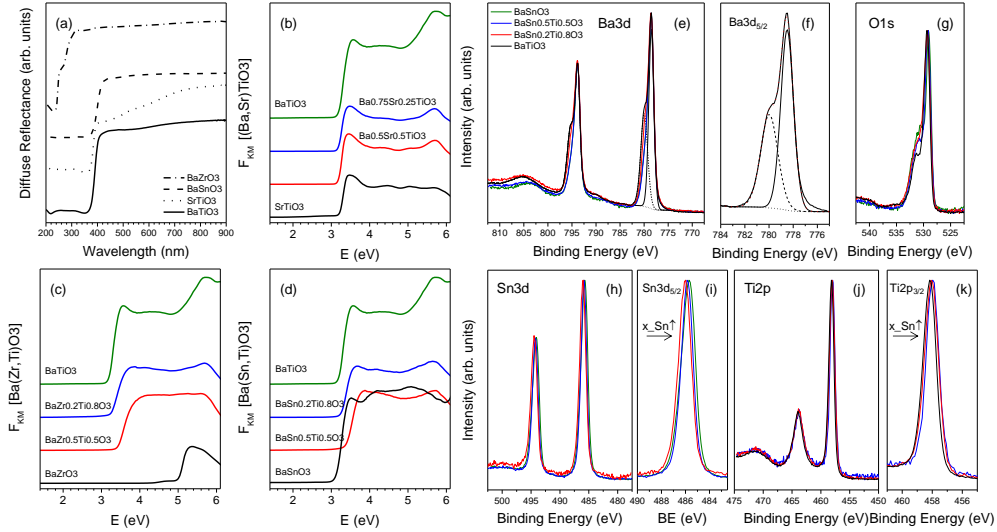 (a)
Diffuse Reflectance (arb. units)
BaZrO3
BaSnO3
SrTiO3
BaTiO3
200 300 400 500 600 700 800 900
Wavelength (nm)
(b)
F_KM [(Ba,Sr)TiO3]
BaTiO3
Ba0.75Sr0.25TiO3
Ba0.5Sr0.5TiO3
SrTiO3
2 3 4 5 6
E (eV)
BaSnO3
BaSn0.5Ti0.5O3
BaSn0.2Ti0.8O3
BaTiO3
Ba3d
(e)
Intensity (arb. units)
810 805 800 795 790 785 780 775 770
Binding Energy (eV)
Ba3d5/2
(f)
784 782 780 778 776
Binding Energy (eV)
O1s
(g)
540 535 530 525
Binding Energy (eV)
(c)
F_KM [Ba(Zr,Ti)O3]
BaTiO3
BaZr0.2Ti0.8O3
BaZr0.5Ti0.5O3
BaZrO3
2 3 4 5 6
E (eV)
(d)
F_KM [Ba(Sn,Ti)O3]
BaTiO3
BaSn0.2Ti0.8O3
BaSn0.5Ti0.5O3
BaSnO3
2 3 4 5 6
E (eV)
Sn3d
(h)
Intensity (arb. units)
500 495 490 485 480
Binding Energy (eV)
Sn3d5/2
(i)
x_Sn↑
490 488 486 484
BE (eV)
Ti2p
(j)
475 470 465 460 455 450
Binding Energy (eV)
Ti2p3/2
(k)
x_Sn↑
460 458 456
Binding Energy (eV)